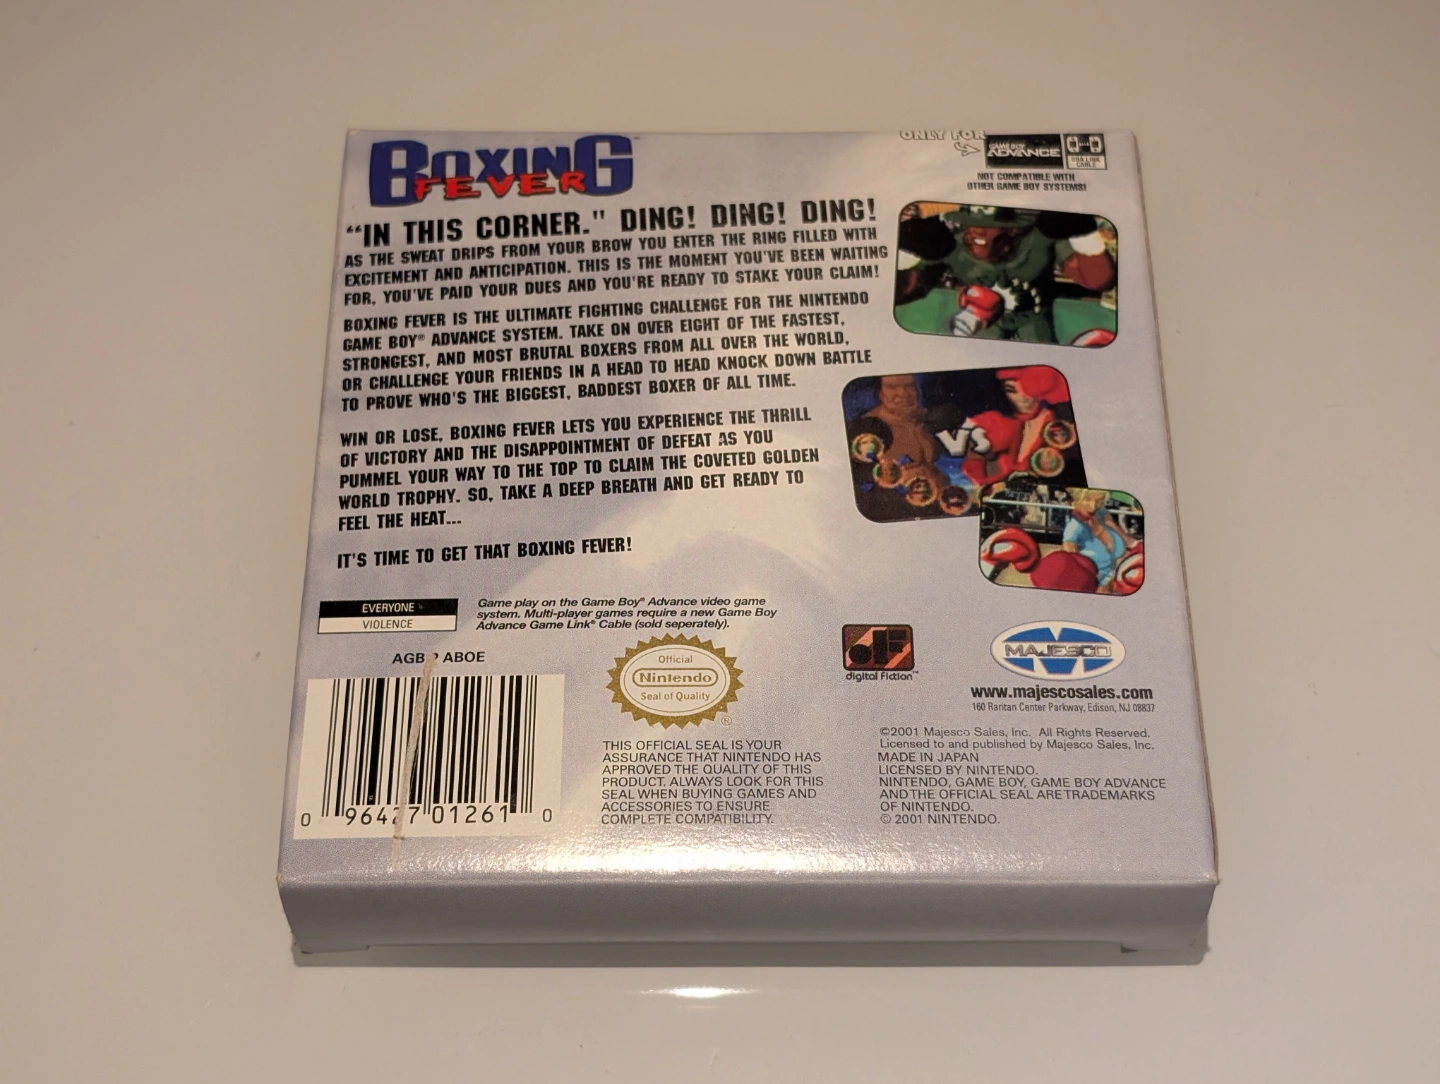 BOXING
FEVER
ONLY FOR
GAME BOY
ADVANCE
GBA LINK
CABLE
NOT COMPATIBLE WITH
OTHER GAME BOY SYSTEMS!
“IN THIS CORNER." DING! DING! DING!
AS THE SWEAT DRIPS FROM YOUR BROW YOU ENTER THE RING FILLED WITH
EXCITEMENT AND ANTICIPATION. THIS IS THE MOMENT YOU'VE BEEN WAITING
FOR, YOU'VE PAID YOUR DUES AND YOU'RE READY TO STAKE YOUR CLAIM!
BOXING FEVER IS THE ULTIMATE FIGHTING CHALLENGE FOR THE NINTENDO
GAME BOY® ADVANCE SYSTEM. TAKE ON OVER EIGHT OF THE FASTEST,
STRONGEST, AND MOST BRUTAL BOXERS FROM ALL OVER THE WORLD,
OR CHALLENGE YOUR FRIENDS IN A HEAD TO HEAD KNOCK DOWN BATTLE
TO PROVE WHO'S THE BIGGEST, BADDEST BOXER OF ALL TIME.
WIN OR LOSE, BOXING FEVER LETS YOU EXPERIENCE THE THRILL
OF VICTORY AND THE DISAPPOINTMENT OF DEFEAT AS YOU
PUMMEL YOUR WAY TO THE TOP TO CLAIM THE COVETED GOLDEN
WORLD TROPHY. SO, TAKE A DEEP BREATH AND GET READY TO
FEEL THE HEAT...
IT'S TIME TO GET THAT BOXING FEVER!
VS
EVERYONE
VIOLENCE
Game play on the Game Boy® Advance video game
system. Multi-player games require a new Game Boy
Advance Game Link® Cable (sold seperately).
AGB P ABOE
0 96427 01261 0
Official
Nintendo
Seal of Quality
®
THIS OFFICIAL SEAL IS YOUR
ASSURANCE THAT NINTENDO HAS
APPROVED THE QUALITY OF THIS
PRODUCT. ALWAYS LOOK FOR THIS
SEAL WHEN BUYING GAMES AND
ACCESSORIES TO ENSURE
COMPLETE COMPATIBILITY.
dF
digital Fiction™
MAJESCO
www.majescosales.com
160 Raritan Center Parkway, Edison, NJ 08837
©2001 Majesco Sales, Inc. All Rights Reserved.
Licensed to and published by Majesco Sales, Inc.
MADE IN JAPAN
LICENSED BY NINTENDO.
NINTENDO, GAME BOY, GAME BOY ADVANCE
AND THE OFFICIAL SEAL ARE TRADEMARKS
OF NINTENDO.
© 2001 NINTENDO.